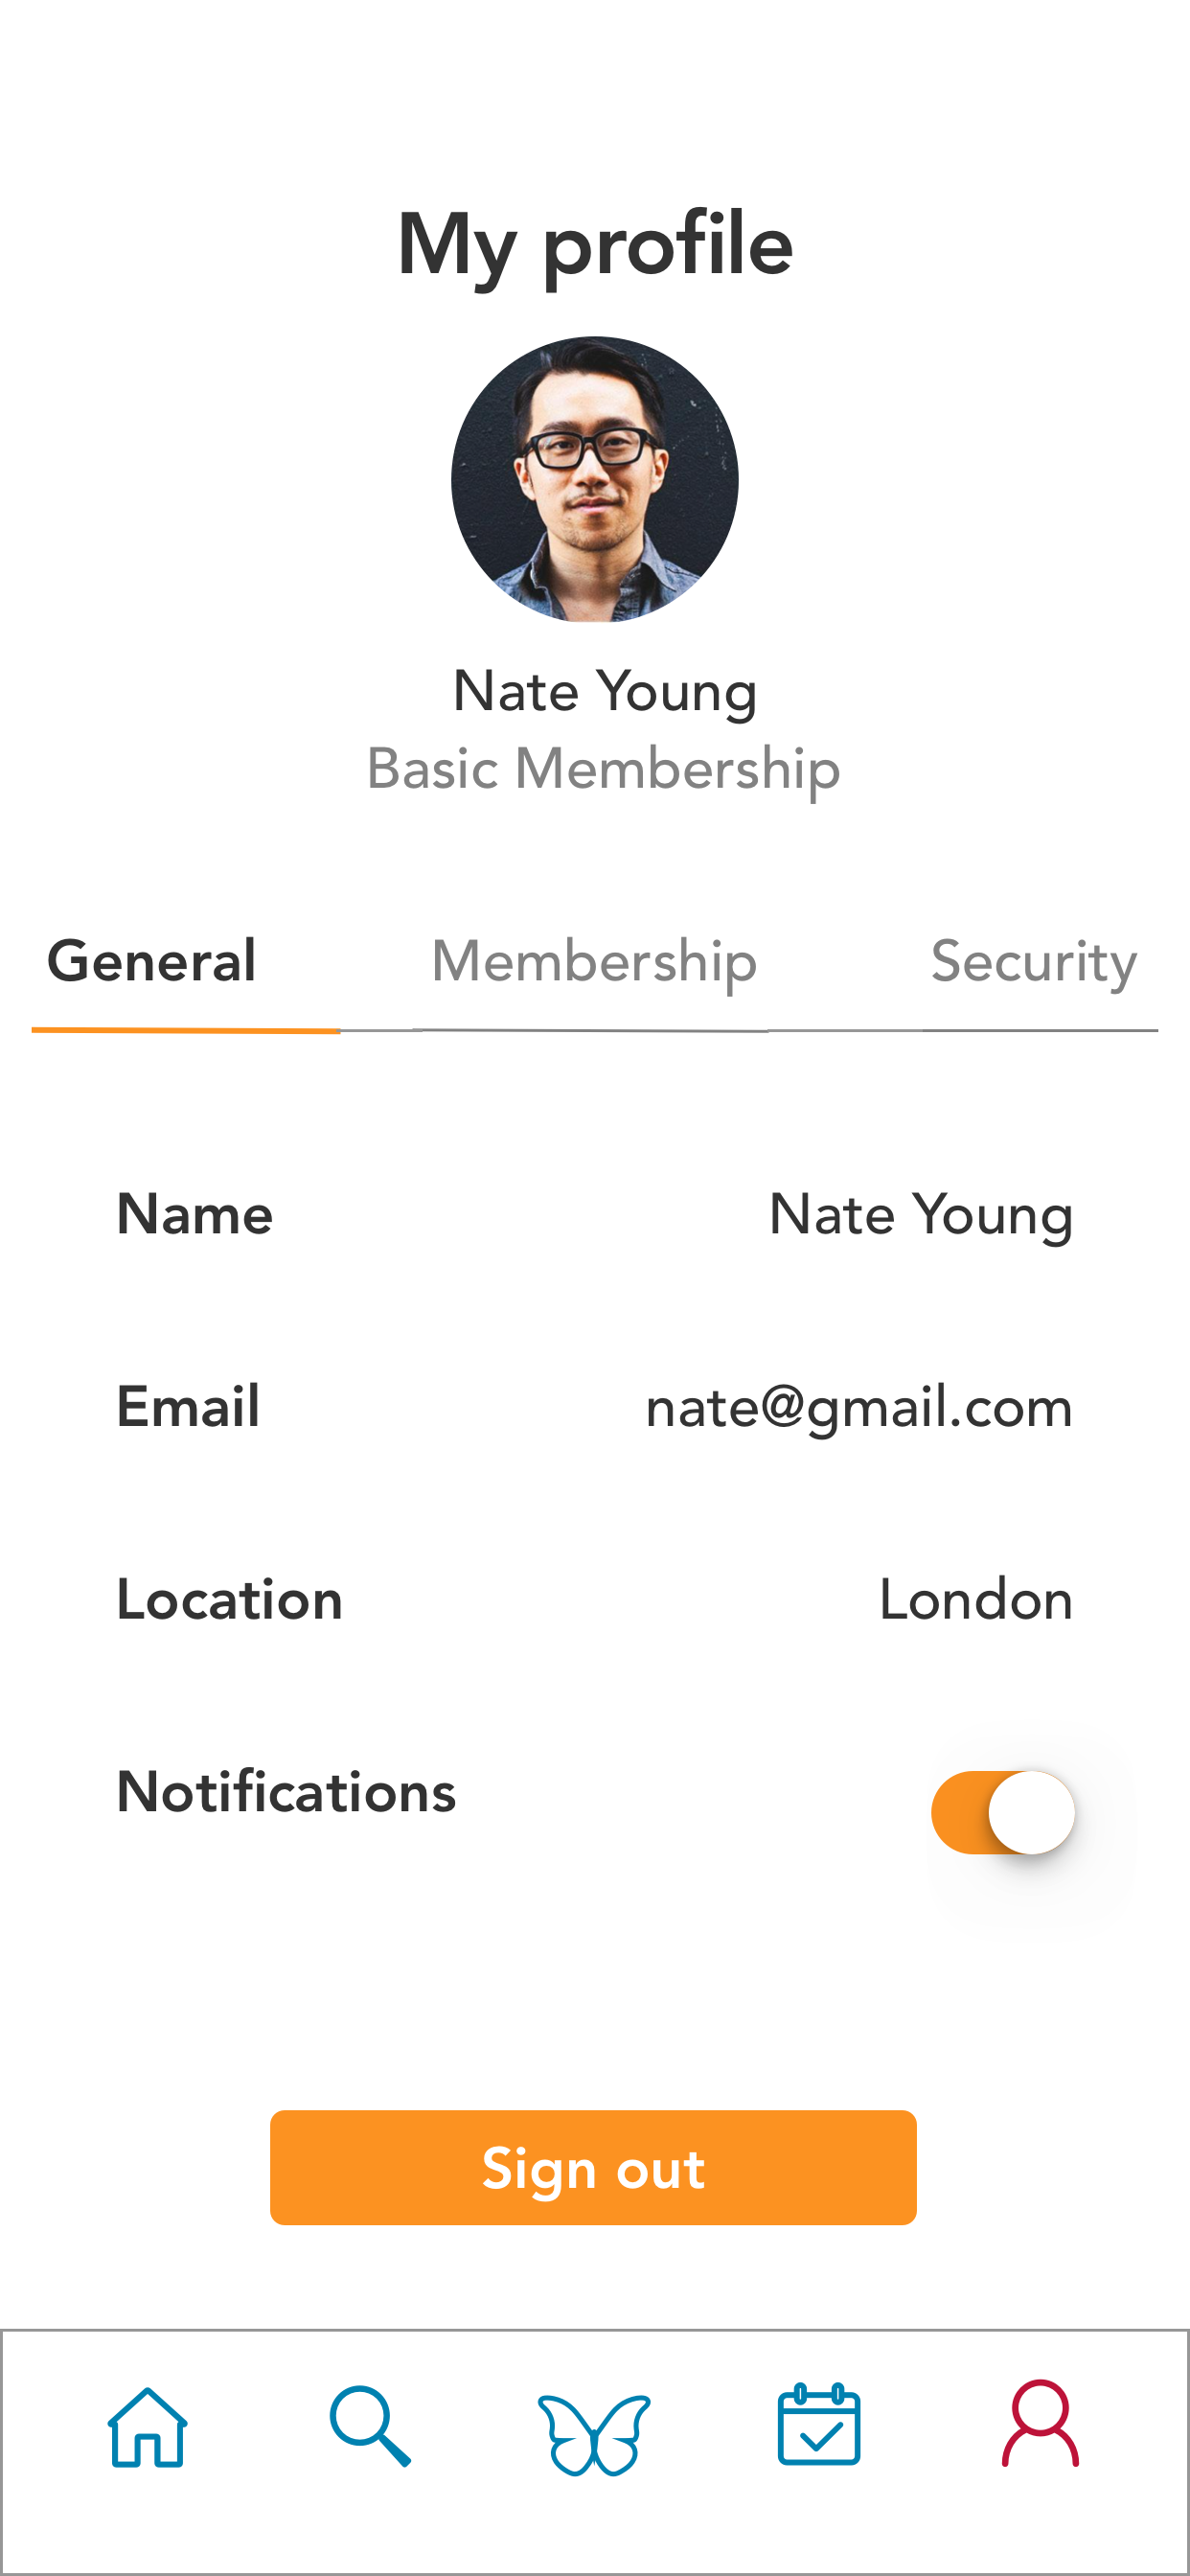 My profile
Nate Young
Basic Membership
General Membership Security
Name Nate Young
Email nate@gmail.com
Location London
Notifications
Sign out